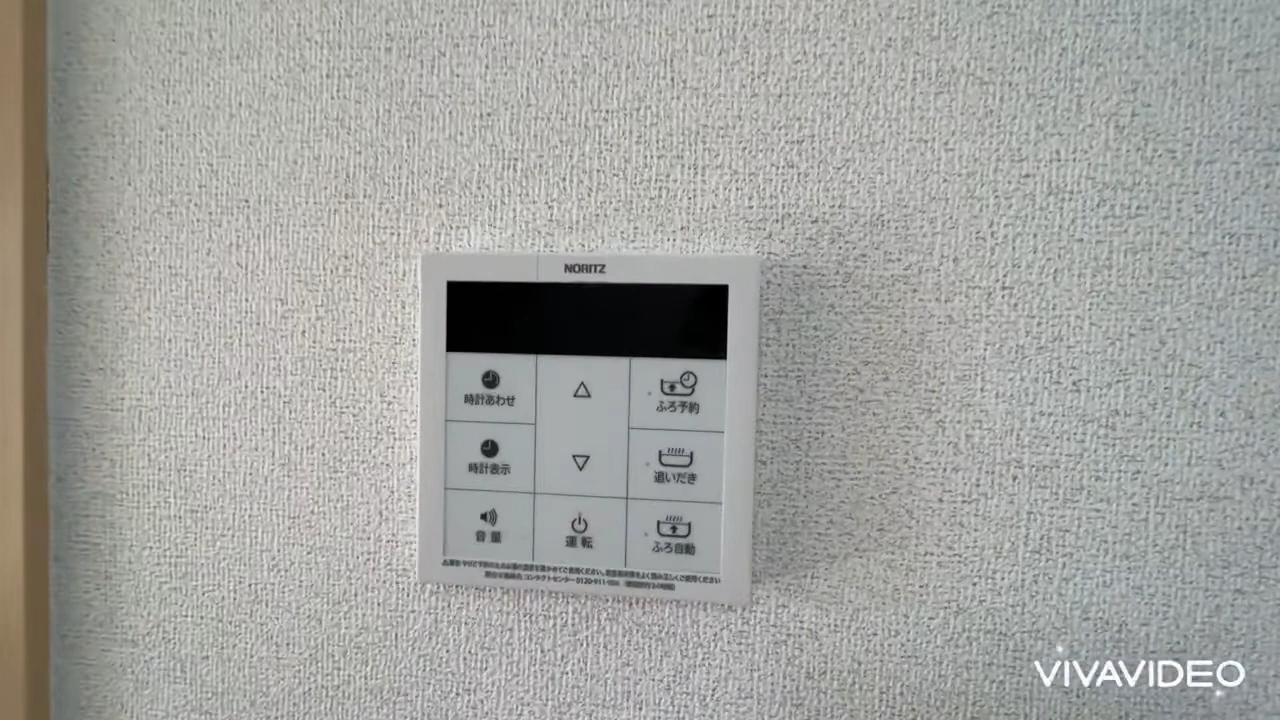 NORITZ
時計あわせ
ふろ予約
時計表示
追いだき
音量
運転
ふろ自動
コンタクトセンター 0120-911-
VIVAVIDEO